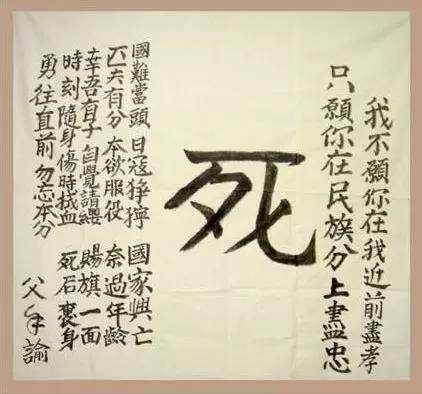 我不願你在我近前盡孝
只願你在民族分上盡忠
死
國難當頭 日寇猙獰 國家興亡
匹夫有分 本欲服役 奈過年齡
幸吾有子 自覺請纓 賜旗一面
時刻隨身 傷時拭血 死后裹身
勇往直前 勿忘本分
父手諭